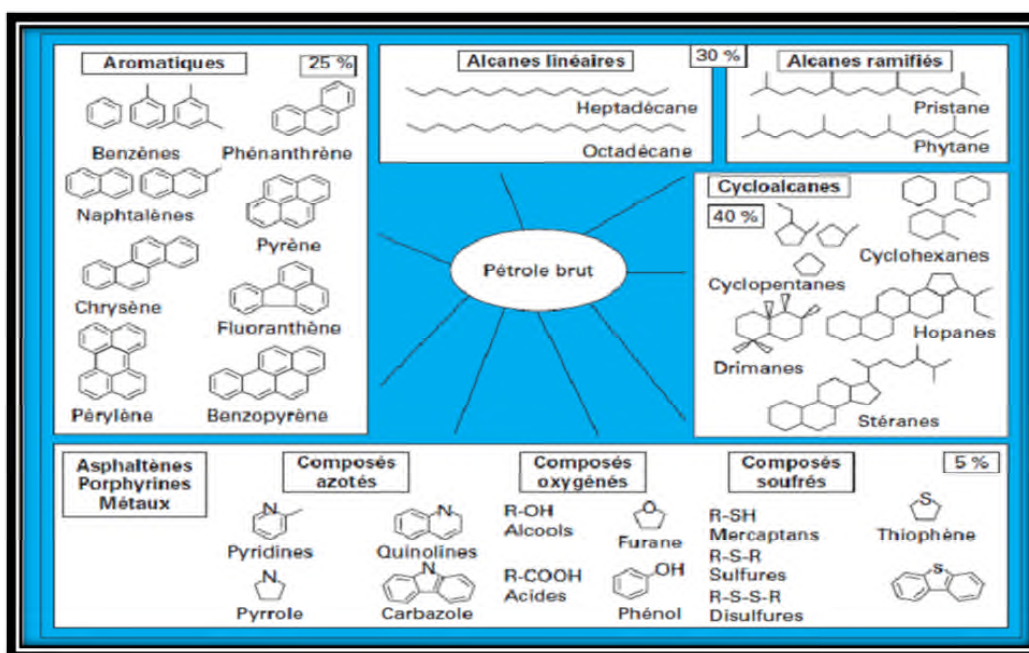 Aromatiques
25 %
Benzènes
Phénanthrène
Naphtalènes
Pyrène
Chrysène
Fluoranthène
Pérylène
Benzopyrène
Alcanes linéaires
30 %
Heptadécane
Octadécane
Alcanes ramifiés
Pristane
Phytane
Cycloalcanes
40 %
Cyclohexanes
Cyclopentanes
Hopanes
Drimanes
Stéranes
Pétrole brut
Asphaltènes
Porphyrines
Métaux
Composés
azotés
N
Pyridines
N
Quinolines
N
Pyrrole
N
Carbazole
Composés
oxygénés
R-OH
Alcools
O
Furane
R-COOH
Acides
OH
Phénol
Composés
soufrés
5 %
R-SH
Mercaptans
R-S-R
Sulfures
R-S-S-R
Disulfures
S
Thiophène
S